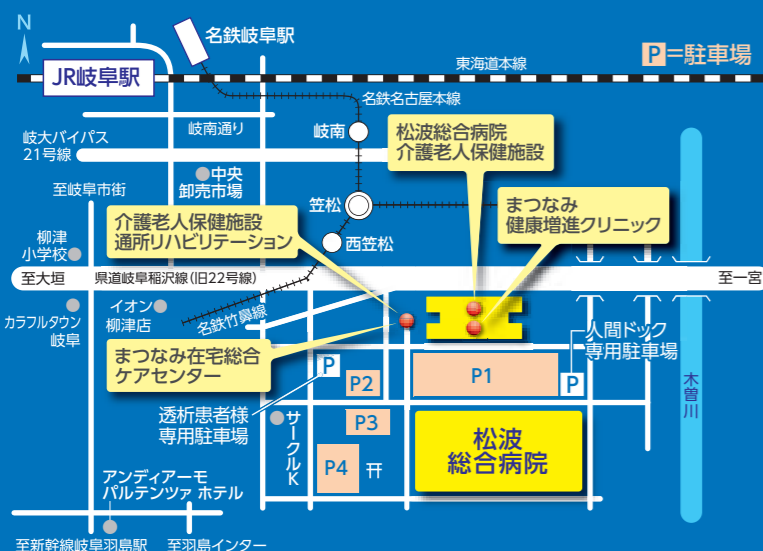 N
名鉄岐阜駅
P=駐車場
JR岐阜駅
東海道本線
名鉄名古屋本線
岐南通り
岐南
岐大バイパス
21号線
松波総合病院
介護老人保健施設
中央
卸売市場
至岐阜市街
笠松
まつなみ
健康増進クリニック
介護老人保健施設
通所リハビリテーション
西笠松
柳津
小学校
至大垣
県道岐阜稲沢線(旧22号線)
至一宮
カラフルタウン
岐阜
イオン
柳津店
名鉄竹鼻線
人間ドック
専用駐車場
まつなみ在宅総合
ケアセンター
P
P2
P1
P
木曽川
透析患者様
専用駐車場
サークルK
P3
P4
松波
総合病院
アンディアーモ
パルテンツァ ホテル
至新幹線岐阜羽島駅
至羽島インター